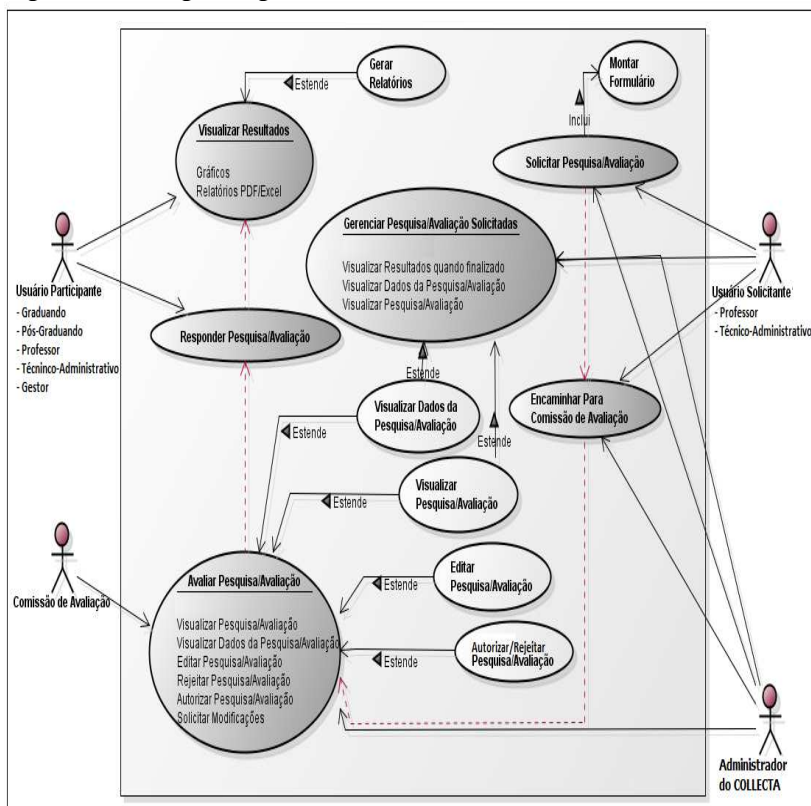 Gerar
Relatórios
Estende
Montar
Formulário
Inclui
Visualizar Resultados
Gráficos
Relatórios PDF/Excel
Solicitar Pesquisa/Avaliação
Gerenciar Pesquisa/Avaliação Solicitadas
Visualizar Resultados quando finalizado
Visualizar Dados da Pesquisa/Avaliação
Visualizar Pesquisa/Avaliação
Usuário Participante
- Graduando
- Pós-Graduando
- Professor
- Técninco-Administrativo
- Gestor
Usuário Solicitante
- Professor
- Técnico-Administrativo
Responder Pesquisa/Avaliação
Estende
Visualizar Dados da
Pesquisa/Avaliação
Estende
Encaminhar Para
Comissão de Avaliação
Estende
Visualizar
Pesquisa/Avaliação
Estende
Comissão de Avaliação
Avaliar Pesquisa/Avaliação
Visualizar Pesquisa/Avaliação
Visualizar Dados da Pesquisa/Avaliação
Editar Pesquisa/Avaliação
Rejeitar Pesquisa/Avaliação
Autorizar Pesquisa/Avaliação
Solicitar Modificações
Editar
Pesquisa/Avaliação
Estende
Autorizar/Rejeitar
Pesquisa/Avaliação
Estende
Administrador
do COLLECTA